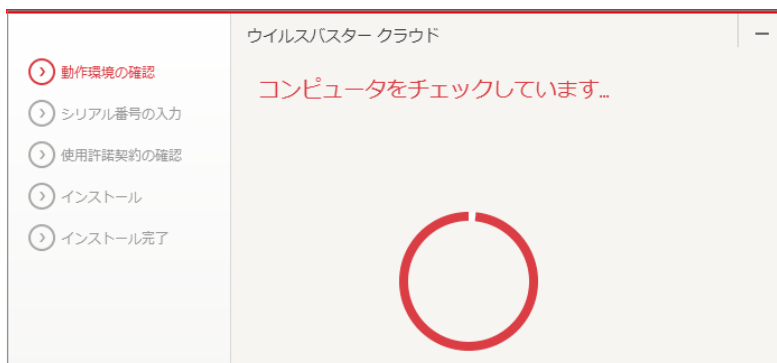 ウイルスバスター クラウド
動作環境の確認
シリアル番号の入力
使用許諾契約の確認
インストール
インストール完了
コンピュータをチェックしています...